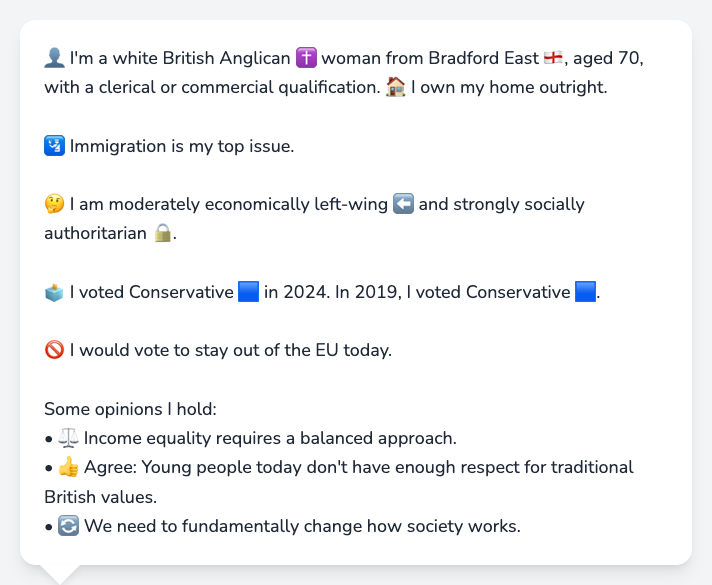 👤 I'm a white British Anglican ✝️ woman from Bradford East 🏴󠁧󠁢󠁥󠁮󠁧󠁿, aged 70,
with a clerical or commercial qualification. 🏠 I own my home outright.
🛂 Immigration is my top issue.
🤔 I am moderately economically left-wing ⬅️ and strongly socially
authoritarian 🔒.
🗳️ I voted Conservative 🟦 in 2024. In 2019, I voted Conservative 🟦.
🚫 I would vote to stay out of the EU today.
Some opinions I hold:
• ⚖️ Income equality requires a balanced approach.
• 👍 Agree: Young people today don't have enough respect for traditional
British values.
• 🔄 We need to fundamentally change how society works.